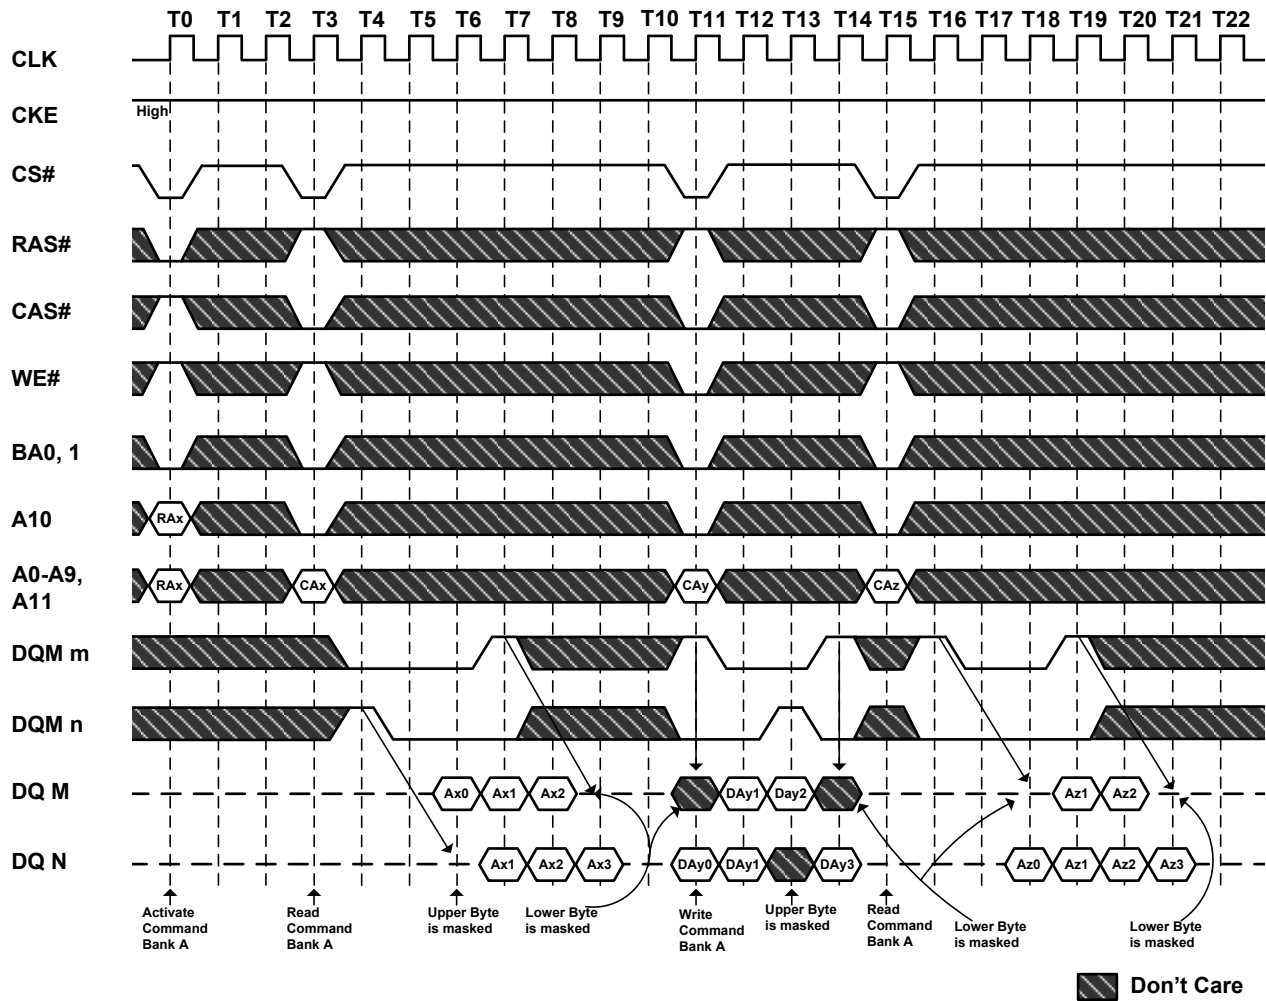 T0 T1 T2 T3 T4 T5 T6 T7 T8 T9 T10 T11 T12 T13 T14 T15 T16 T17 T18 T19 T20 T21 T22
CLK
CKE
High
CS#
RAS#
CAS#
WE#
BA0, 1
A10
RAx
A0-A9,
A11
RAx CAx CAy CAz
DQM m
DQM n
DQ M
Ax0 Ax1 Ax2 DAy1 Day2 Az1 Az2
DQ N
Ax1 Ax2 Ax3 DAy0 DAy1 DAy3 Az0 Az1 Az2 Az3
Activate
Command
Bank A
Read
Command
Bank A
Upper Byte
is masked
Lower Byte
is masked
Write
Command
Bank A
Upper Byte
is masked
Read
Command
Bank A
Lower Byte
is masked
Lower Byte
is masked
Don't Care